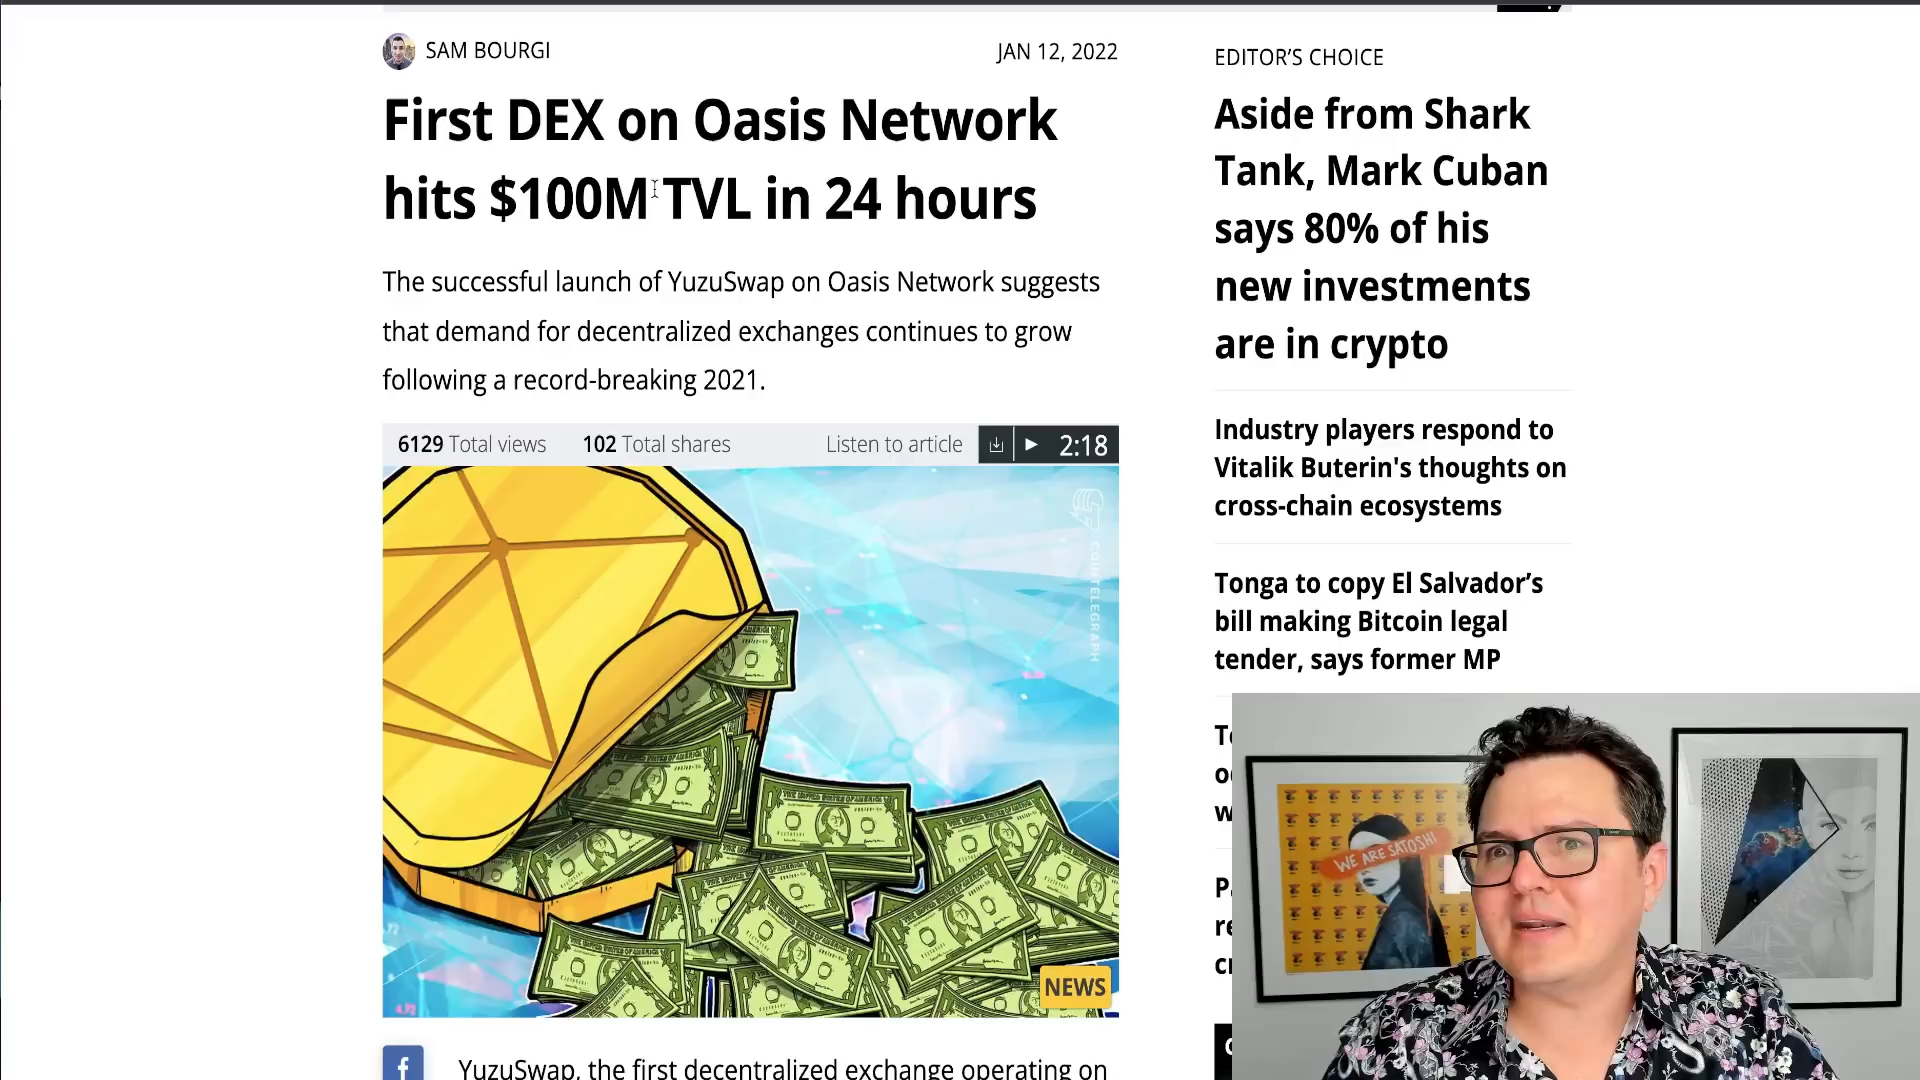 SAM BOURGI
JAN 12, 2022
First DEX on Oasis Network
hits $100M TVL in 24 hours
The successful launch of YuzuSwap on Oasis Network suggests
that demand for decentralized exchanges continues to grow
following a record-breaking 2021.
6129 Total views
102 Total shares
Listen to article
2:18
COINTELEGRAPH
NEWS
YuzuSwap, the first decentralized exchange operating on
EDITOR'S CHOICE
Aside from Shark
Tank, Mark Cuban
says 80% of his
new investments
are in crypto
Industry players respond to
Vitalik Buterin's thoughts on
cross-chain ecosystems
Tonga to copy El Salvador’s
bill making Bitcoin legal
tender, says former MP
WE ARE SATOSHI